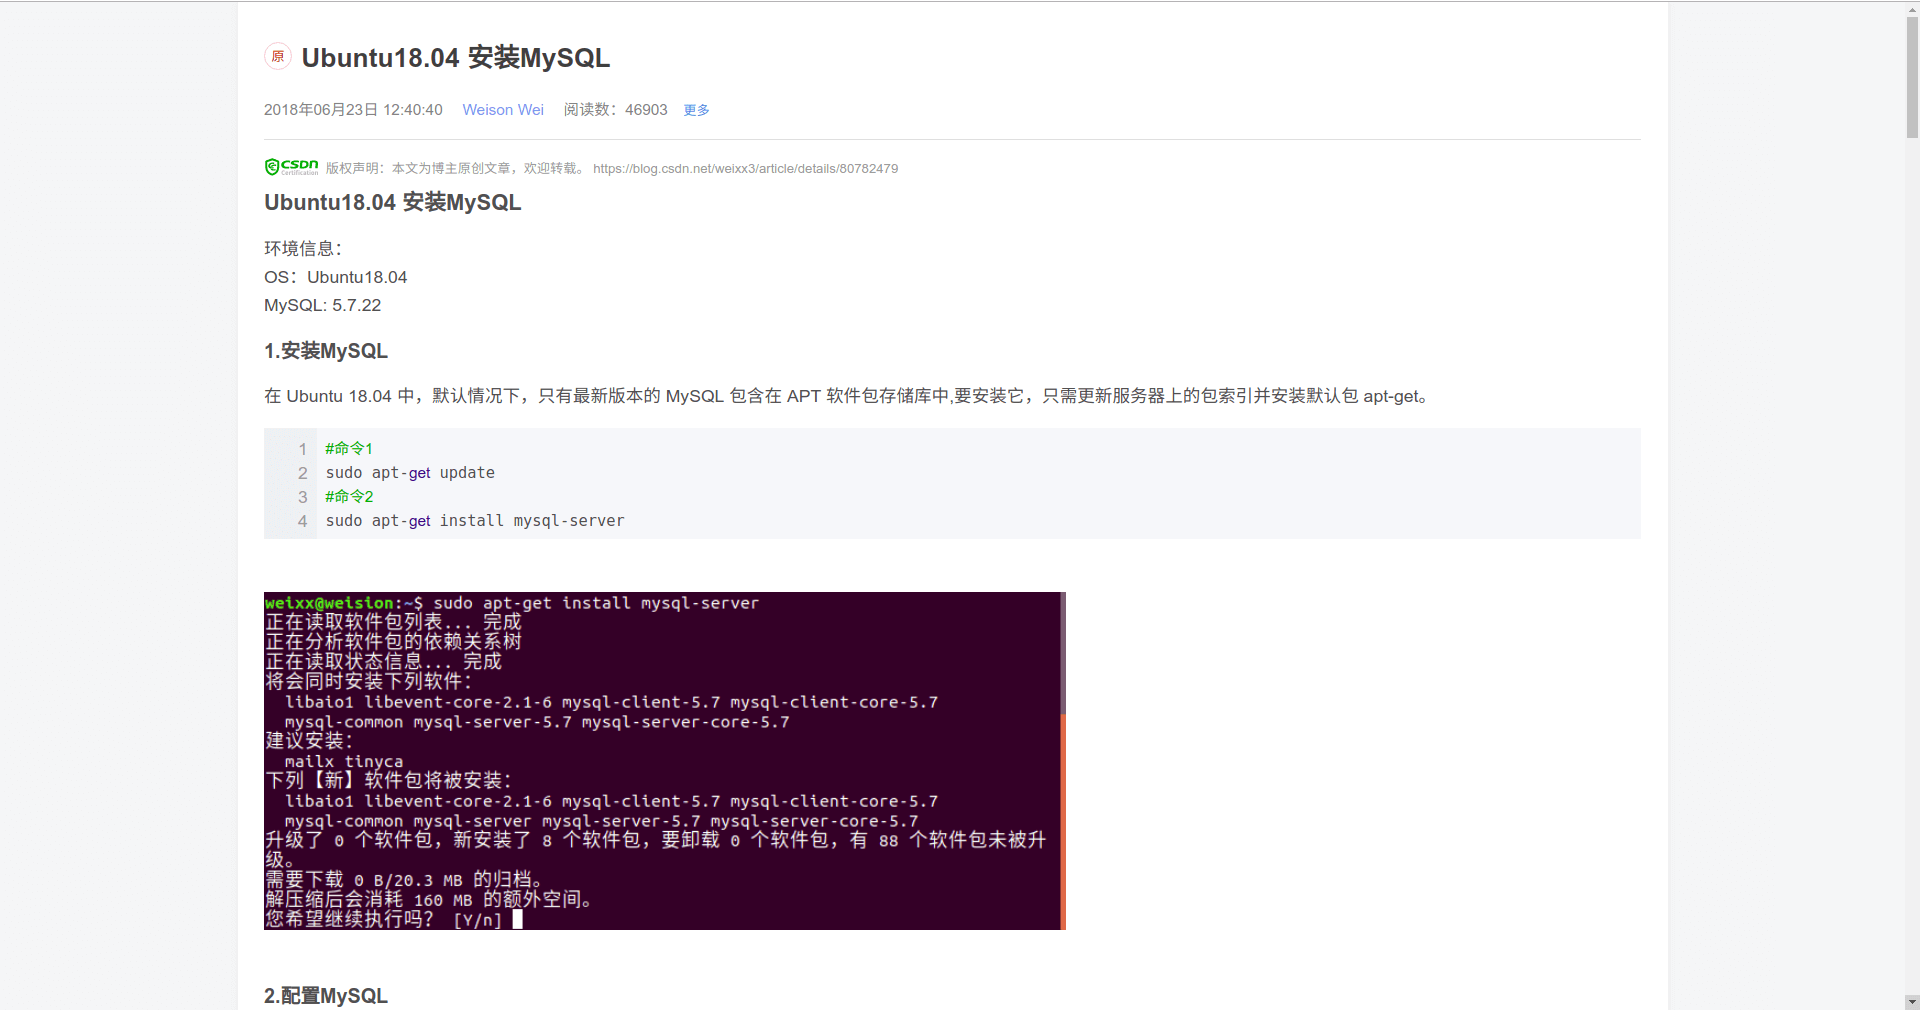 原 Ubuntu18.04 安装MySQL
2018年06月23日 12:40:40 Weison Wei 阅读数：46903 更多
CSDN Certification 版权声明：本文为博主原创文章，欢迎转载。 https://blog.csdn.net/weixx3/article/details/80782479
Ubuntu18.04 安装MySQL
环境信息：
OS：Ubuntu18.04
MySQL: 5.7.22
1.安装MySQL
在 Ubuntu 18.04 中，默认情况下，只有最新版本的 MySQL 包含在 APT 软件包存储库中,要安装它，只需更新服务器上的包索引并安装默认包 apt-get。
1 #命令1
2 sudo apt-get update
3 #命令2
4 sudo apt-get install mysql-server
weixx@weision:~$ sudo apt-get install mysql-server
正在读取软件包列表... 完成
正在分析软件包的依赖关系树
正在读取状态信息... 完成
将会同时安装下列软件：
libaio1 libevent-core-2.1-6 mysql-client-5.7 mysql-client-core-5.7
mysql-common mysql-server-5.7 mysql-server-core-5.7
建议安装：
mailx tinyca
下列【新】软件包将被安装：
libaio1 libevent-core-2.1-6 mysql-client-5.7 mysql-client-core-5.7
mysql-common mysql-server mysql-server-5.7 mysql-server-core-5.7
升级了 0 个软件包，新安装了 8 个软件包，要卸载 0 个软件包，有 88 个软件包未被升
级。
需要下载 0 B/20.3 MB 的归档。
解压缩后会消耗 160 MB 的额外空间。
您希望继续执行吗？ [Y/n]
2.配置MySQL